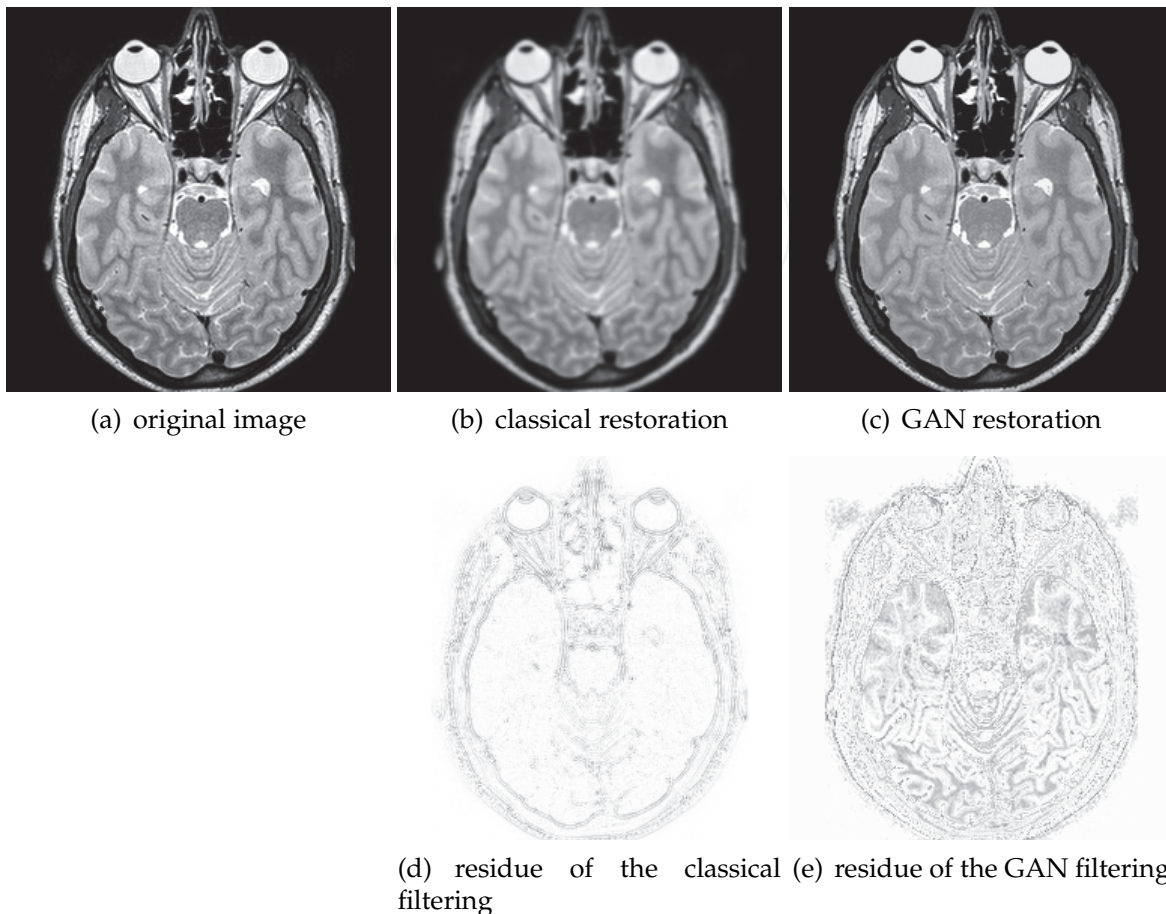 (a) original image
(b) classical restoration
(c) GAN restoration
(d) residue of the classical
filtering
(e) residue of the GAN filtering